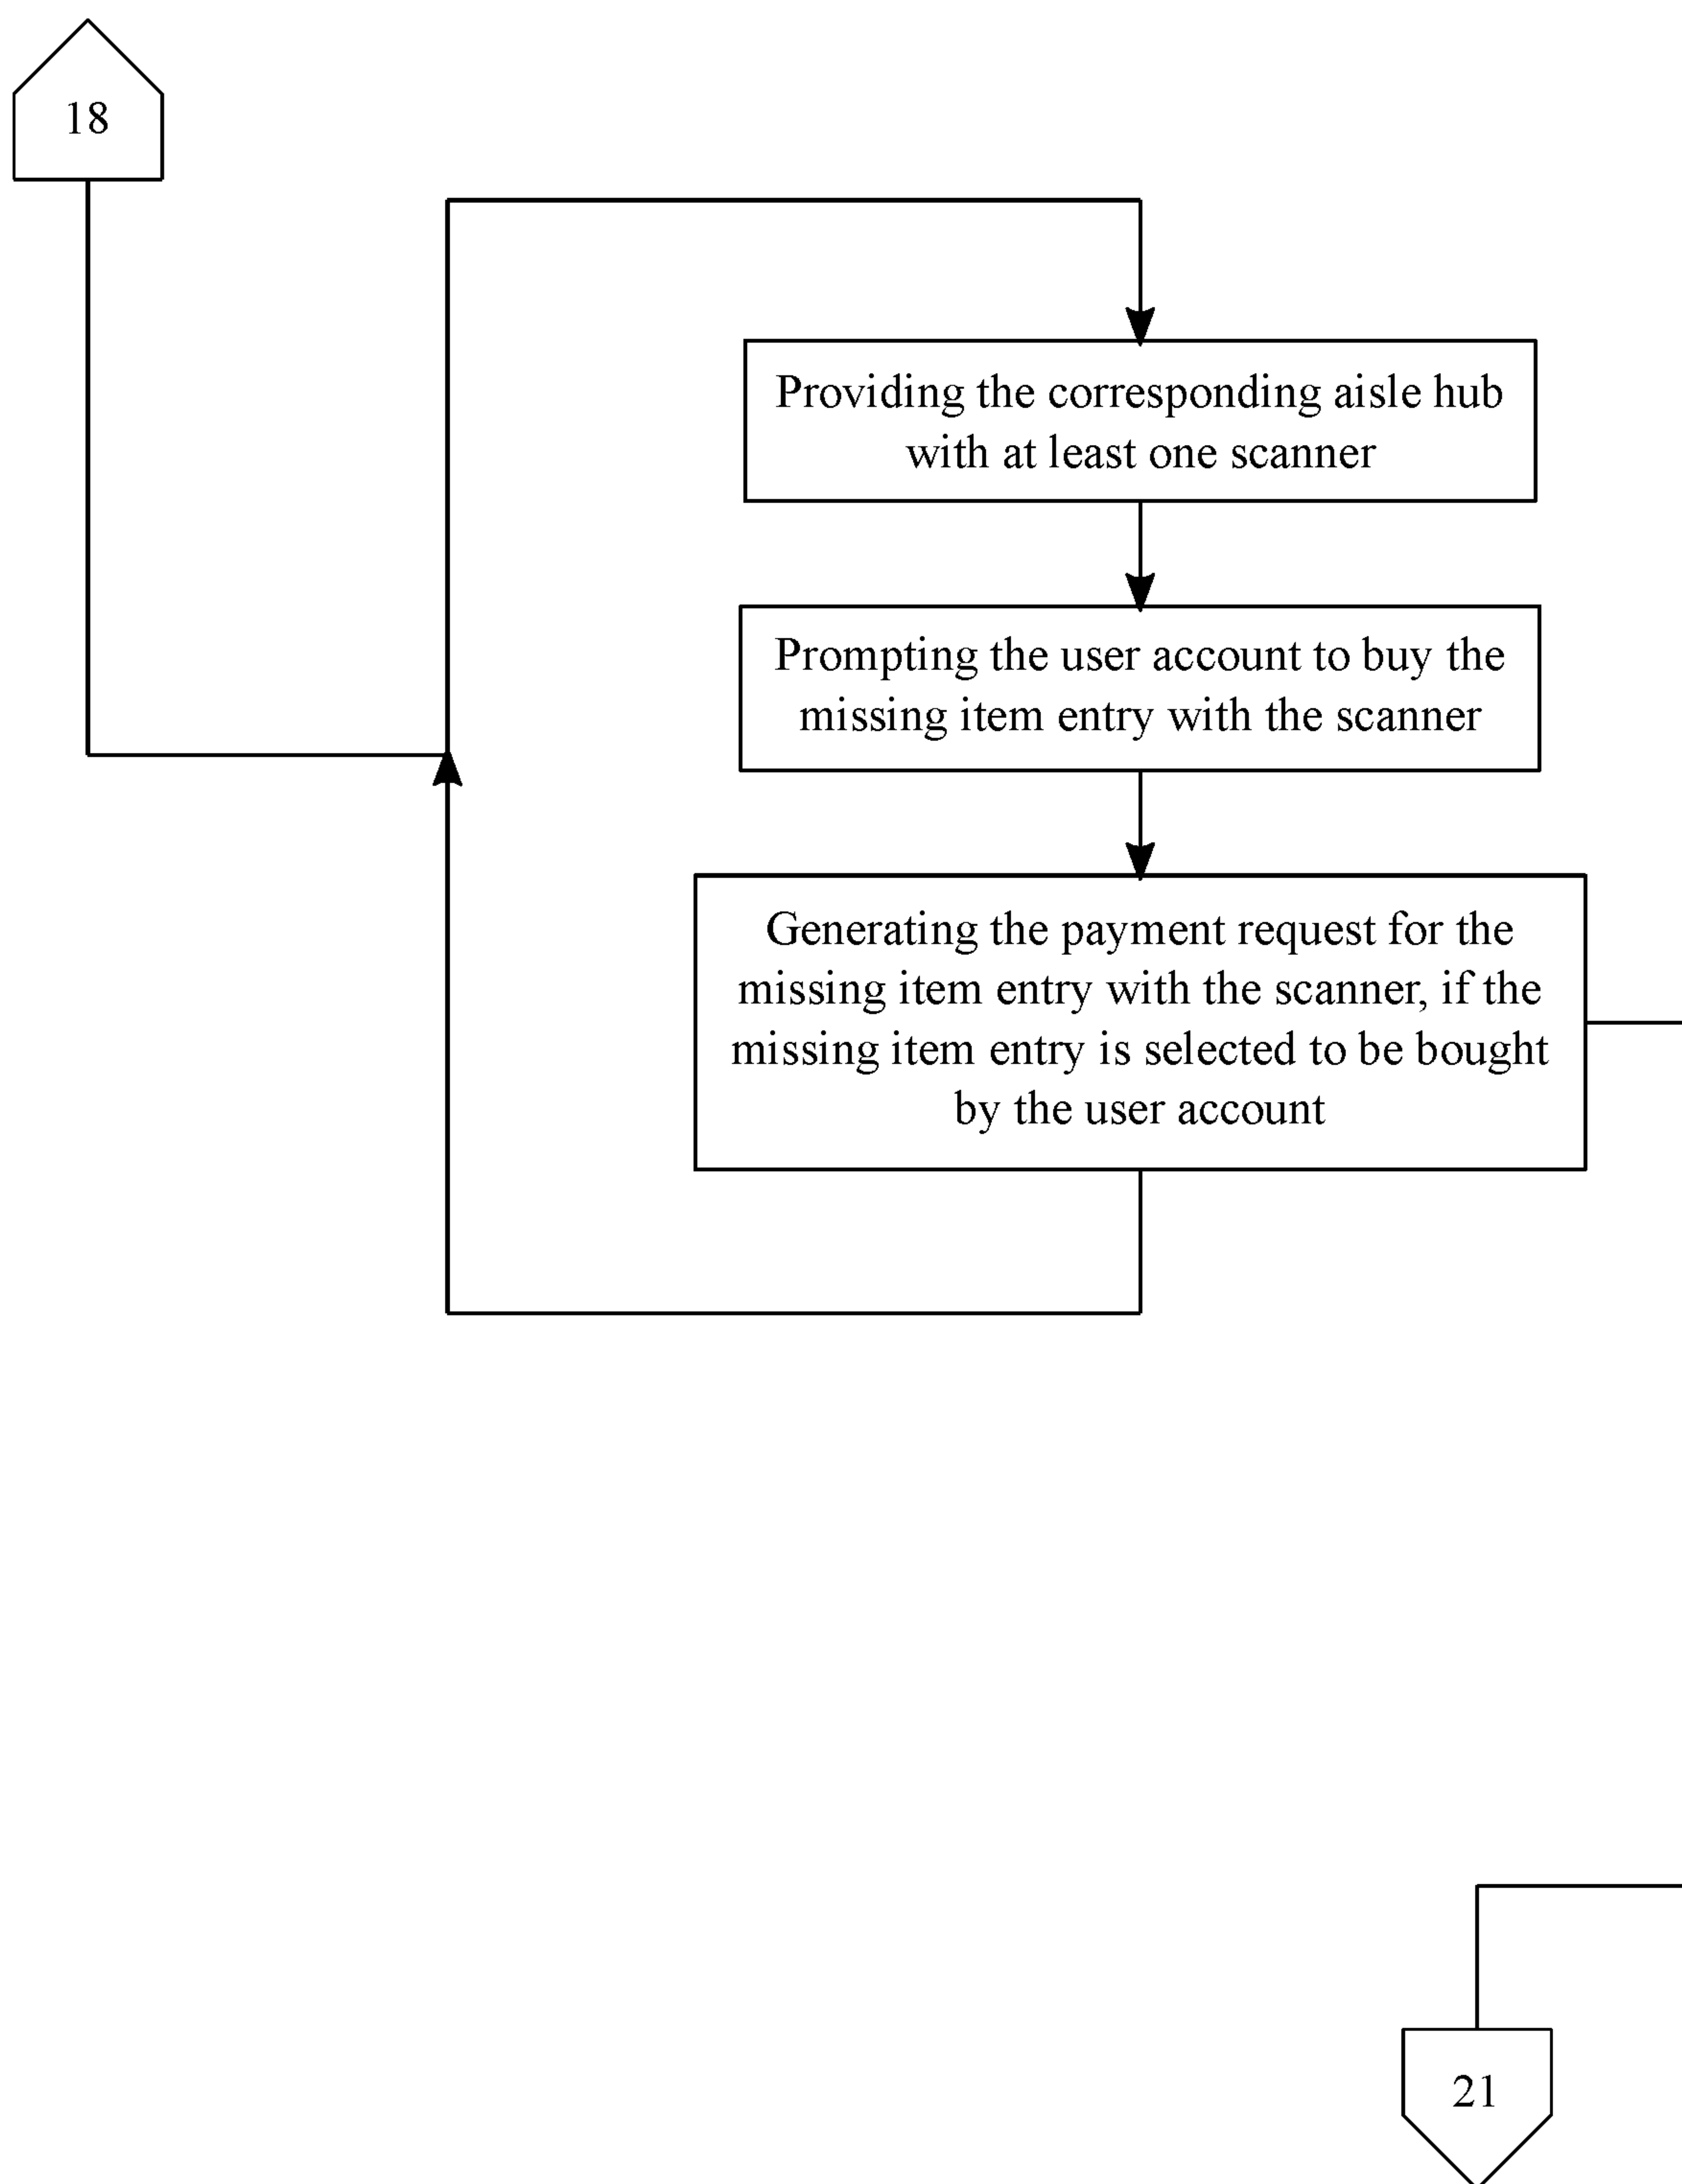 18
Providing the corresponding aisle hub
with at least one scanner
Prompting the user account to buy the
missing item entry with the scanner
Generating the payment request for the
missing item entry with the scanner, if the
missing item entry is selected to be bought
by the user account
21